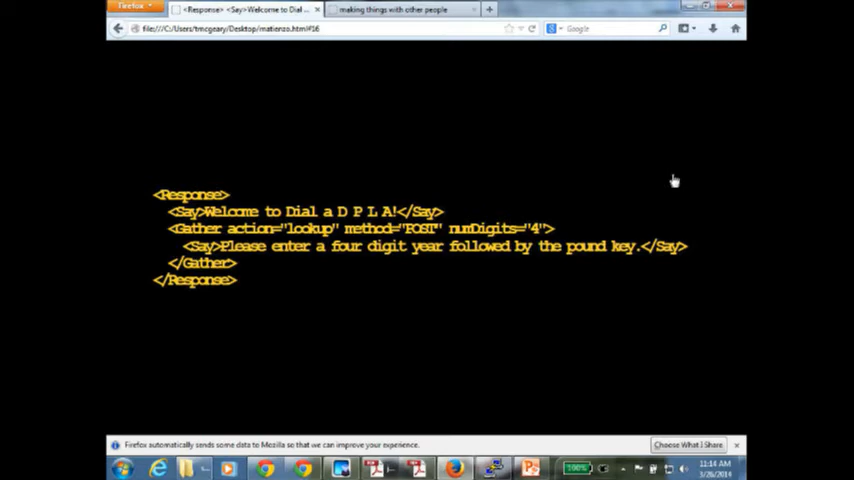 Firefox
<Response> <Say>Welcome to Dial ...
making things with other people
file:///C:/Users/tmcgeary/Desktop/matienzo.html#16
Google
<Response>
<Say>Welcome to Dial a D P L A!</Say>
<Gather action="lookup" method="POST" numDigits="4">
<Say>Please enter a four digit year followed by the pound key.</Say>
</Gather>
</Response>
Firefox automatically sends some data to Mozilla so that we can improve your experience.
Choose What I Share
100%
11:14 AM
3/26/2014